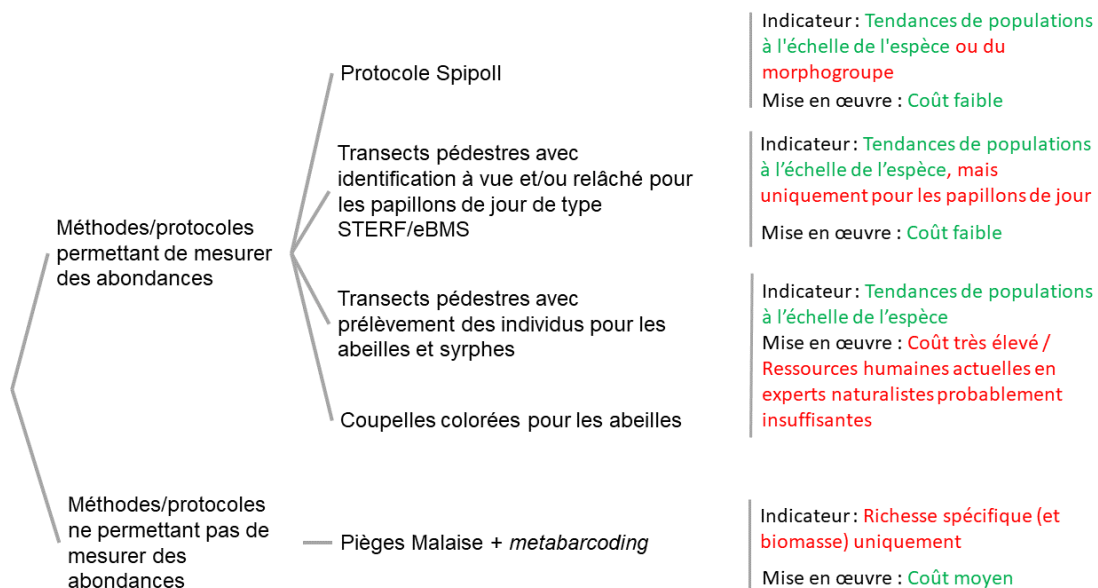 Méthodes/protocoles
permettant de mesurer
des abondances
Protocole Spipoll
Indicateur : Tendances de populations
à l'échelle de l'espèce ou du
morphogroupe
Mise en œuvre : Coût faible
Transects pédestres avec
identification à vue et/ou relâché pour
les papillons de jour de type
STERF/eBMS
Indicateur : Tendances de populations
à l’échelle de l’espèce, mais
uniquement pour les papillons de jour
Mise en œuvre : Coût faible
Transects pédestres avec
prélèvement des individus pour les
abeilles et syrphes
Coupelles colorées pour les abeilles
Indicateur : Tendances de populations
à l’échelle de l’espèce
Mise en œuvre : Coût très élevé /
Ressources humaines actuelles en
experts naturalistes probablement
insuffisantes
Méthodes/protocoles
ne permettant pas de
mesurer des
abondances
Pièges Malaise + metabarcoding
Indicateur : Richesse spécifique (et
biomasse) uniquement
Mise en œuvre : Coût moyen